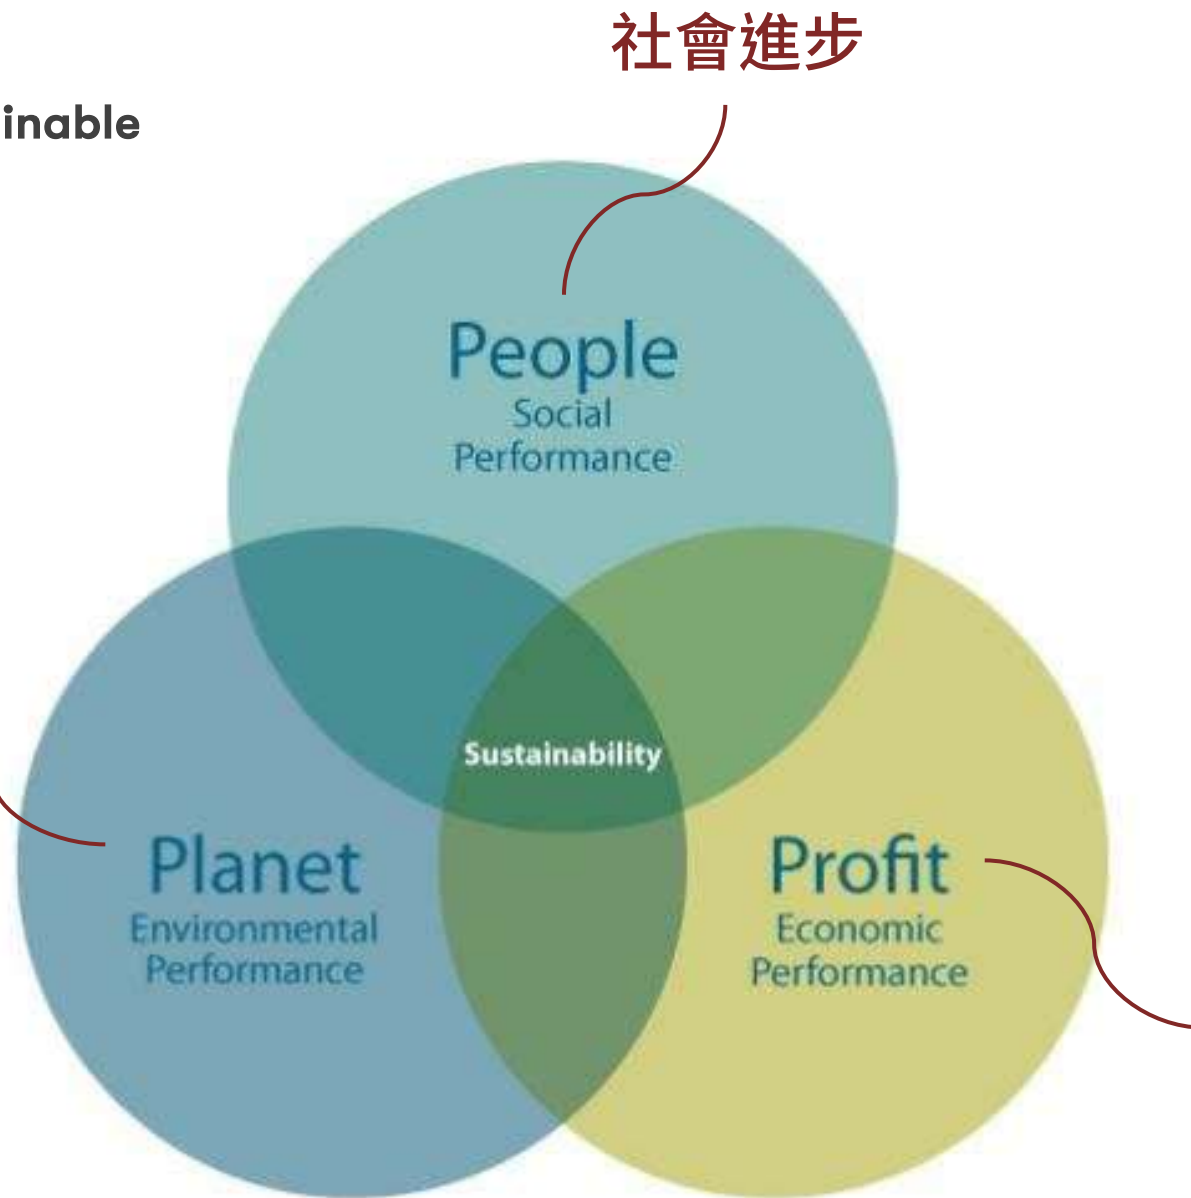 社會進步
inable
People
Social
Performance
Sustainability
Planet
Environmental
Performance
Profit
Economic
Performance